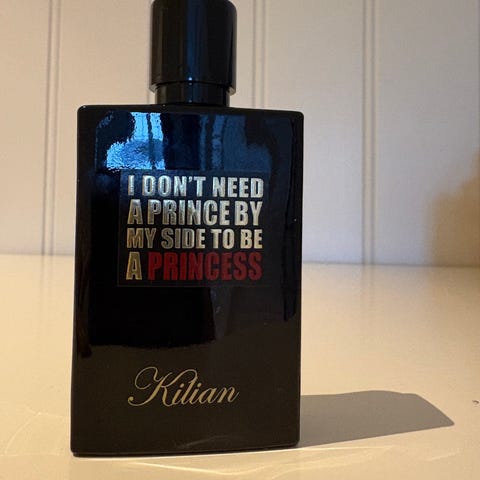 I DON'T NEED
A PRINCE BY
MY SIDE TO BE
A PRINCESS
Kilian